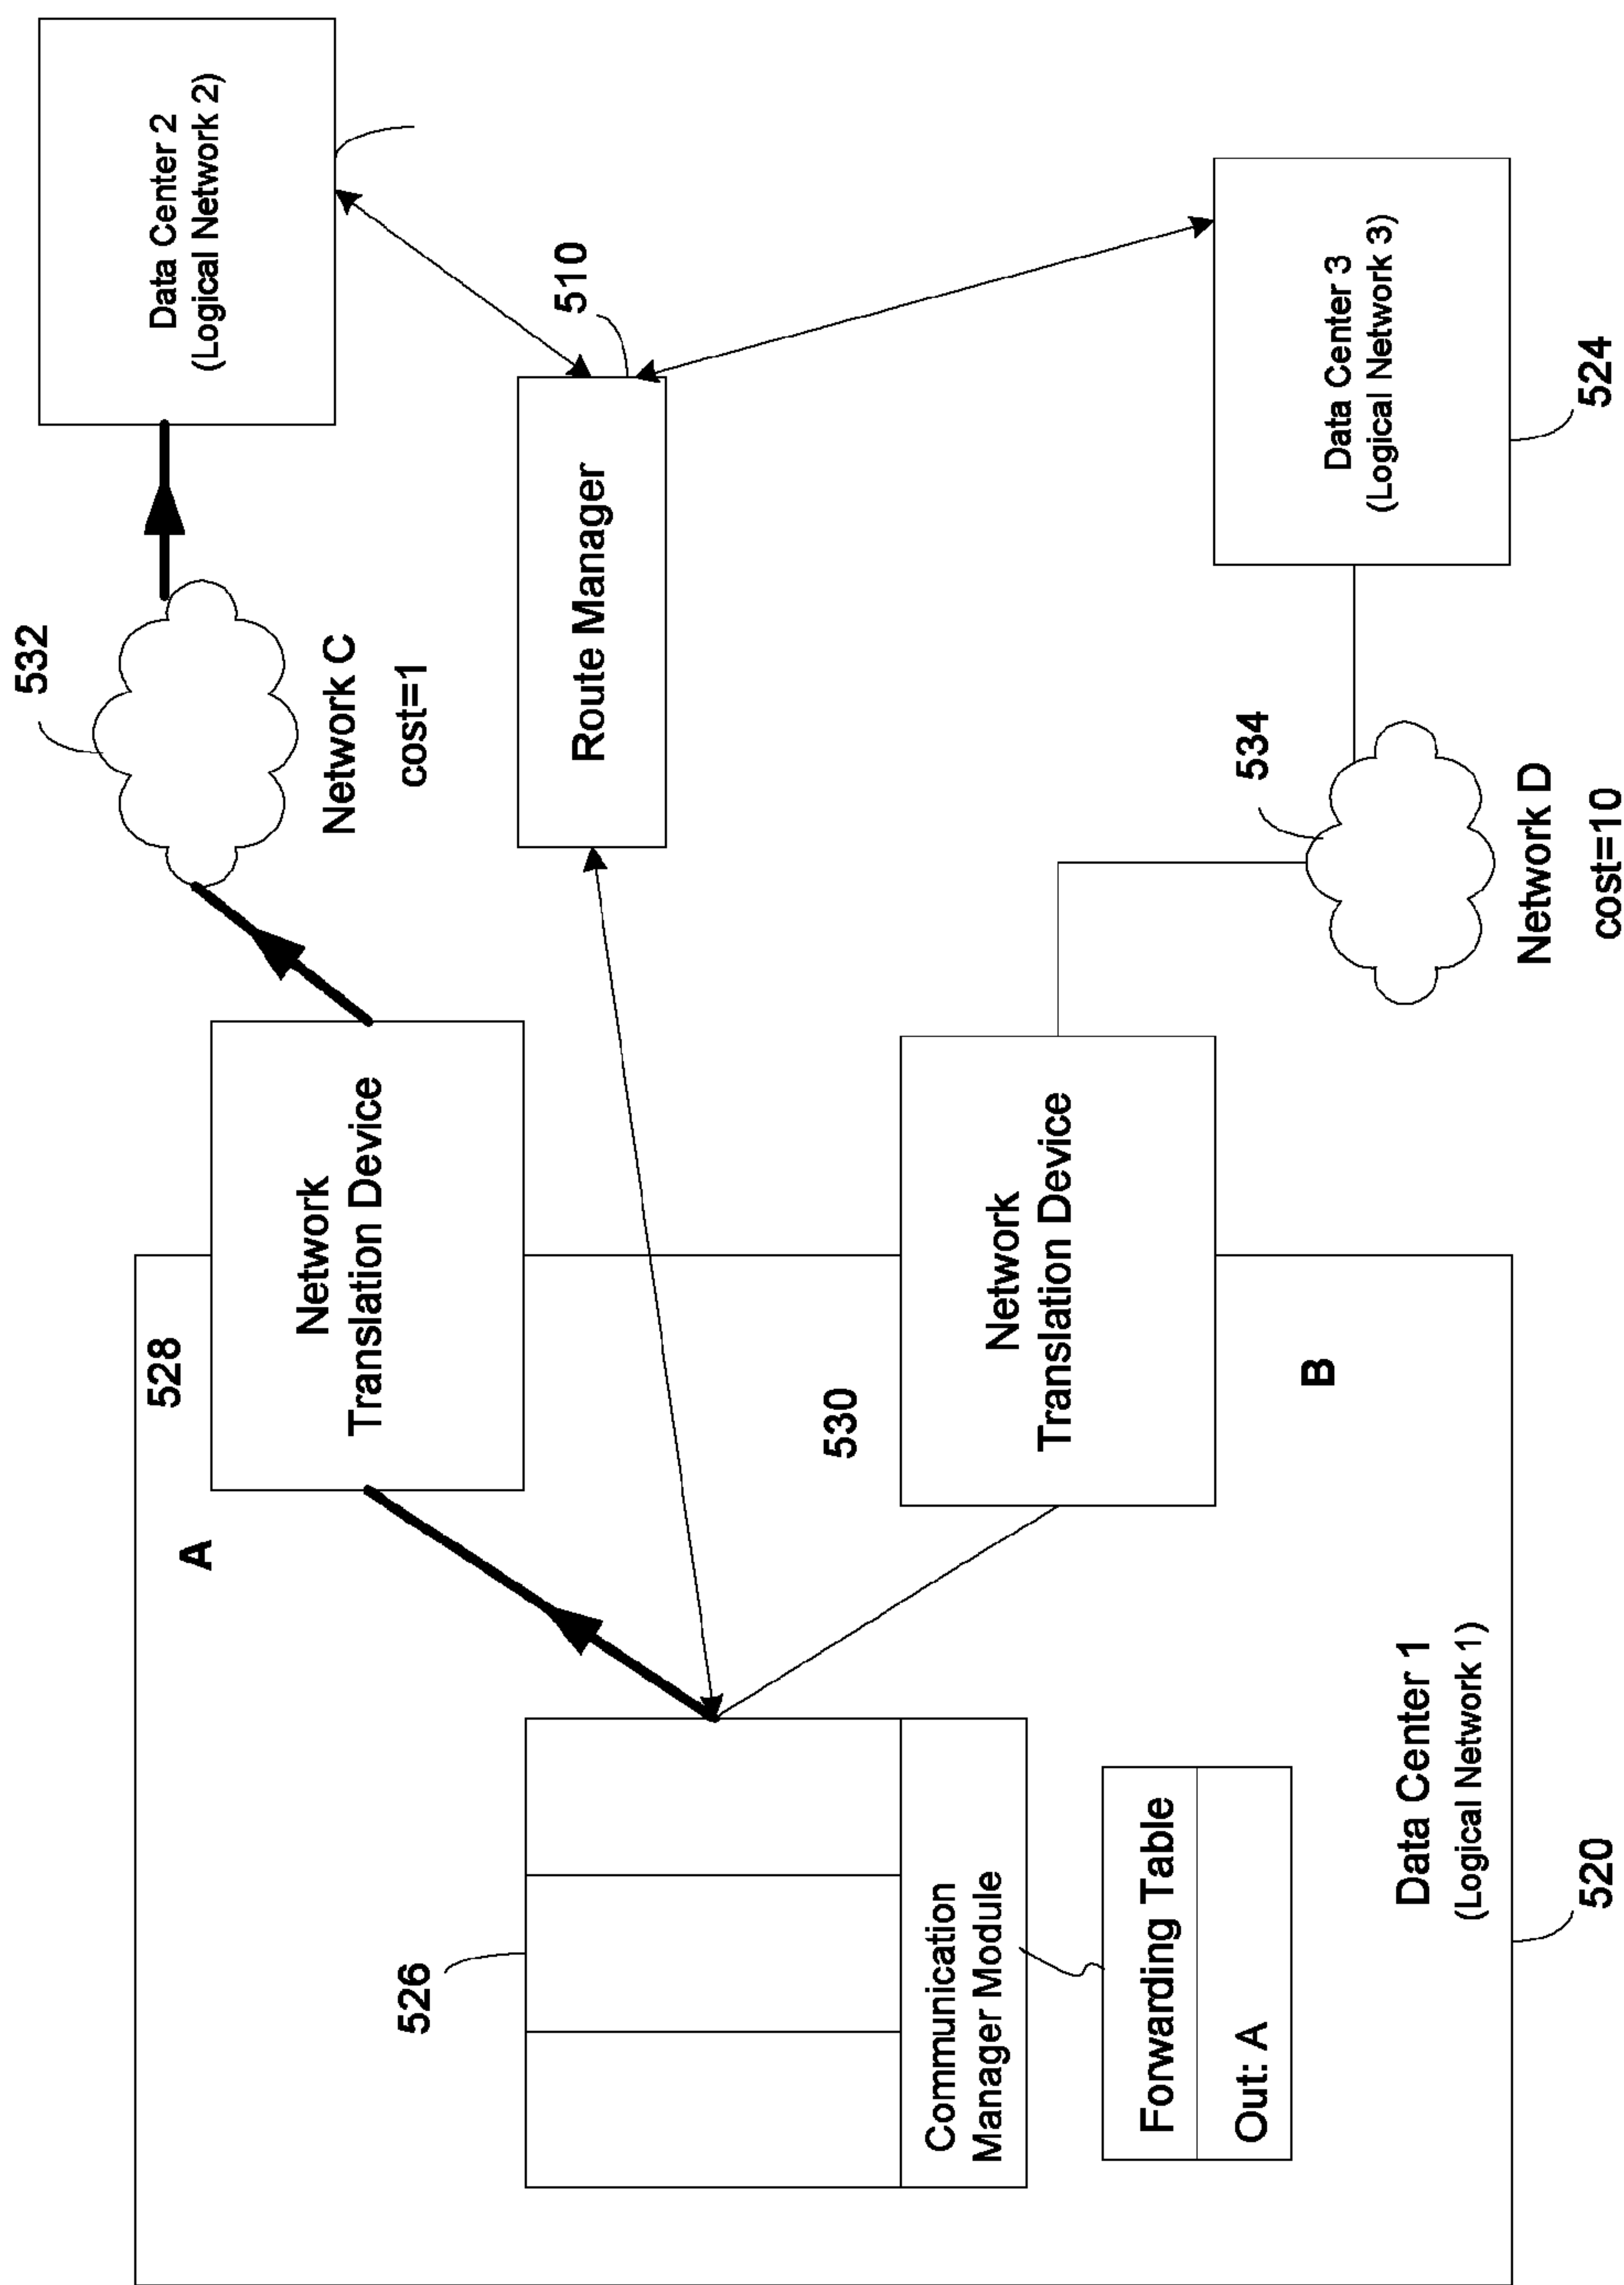 528
A
Network
Translation Device
532
Network C
cost=1
Data Center 2
(Logical Network 2)
526
Communication
Manager Module
Forwarding Table
Out: A
510
Route Manager
530
Network
Translation Device
B
534
Network D
cost=10
Data Center 3
(Logical Network 3)
524
Data Center 1
(Logical Network 1)
520